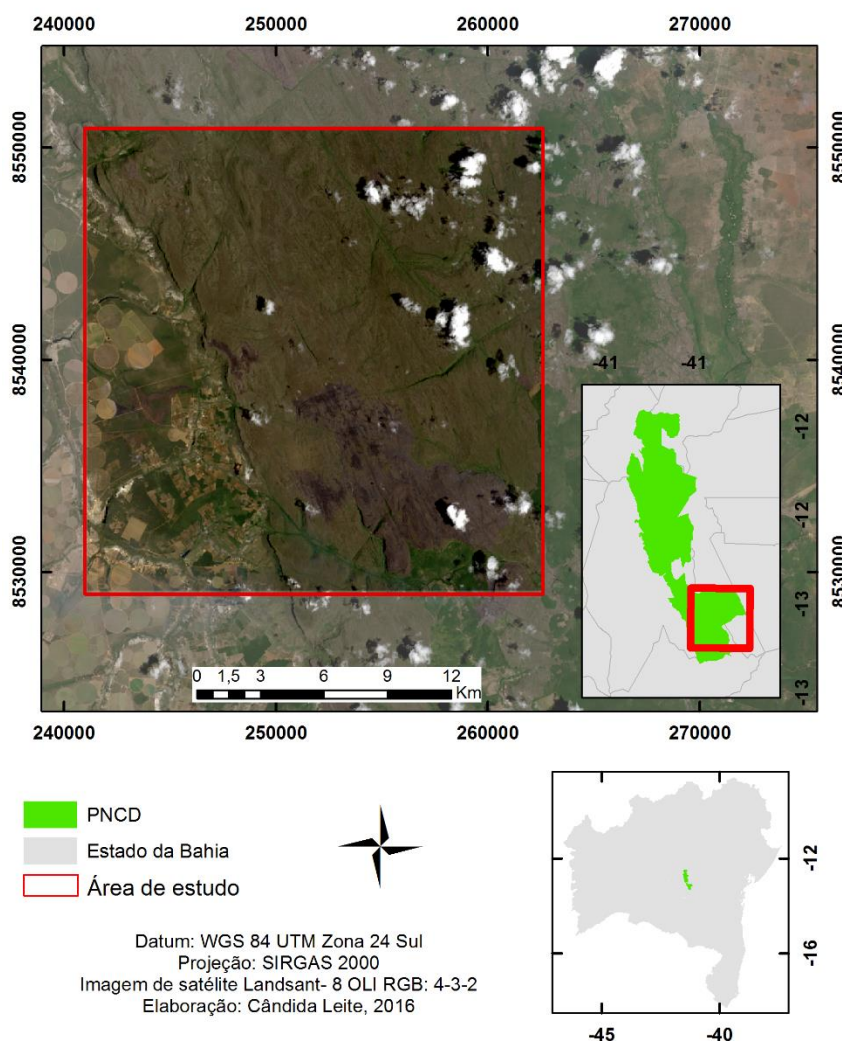 240000 250000 260000 270000
8550000 8550000
8540000 8540000
8530000 8530000
-41 -41
-12
-12
-13
-13
0 1,5 3 6 9 12
Km
240000 250000 260000 270000
PNCD
Estado da Bahia
Área de estudo
Datum: WGS 84 UTM Zona 24 Sul
Projeção: SIRGAS 2000
Imagem de satélite Landsant- 8 OLI RGB: 4-3-2
Elaboração: Cândida Leite, 2016
-12
-16
-45 -40